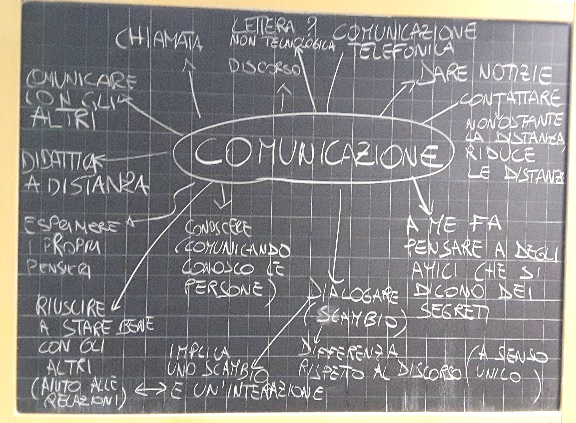 CHIAMATA
LETTERA?
NON TECNOLOGICA
COMUNICAZIONE
TELEFONICA
DISCORSO
DARE NOTIZIE
COMUNICARE
CON GLI
ALTRI
CONTATTARE
NONOSTANTE
LA DISTANZA,
RIDUCE
LE DISTANZE
COMUNICAZIONE
DIDATTICA
A DISTANZA
ESPRIMERE
I PROPRI
PENSIERI
CONOSCERE
(COMUNICANDO
CONOSCO LE
PERSONE)
A ME FA
PENSARE A DEGLI
AMICI CHE SI
DICONO DEI
SEGRETI
DIALOGARE
(SCAMBIO)
RIUSCIRE
A STARE BENE
CON GLI
ALTRI
(AIUTO ALLE
RELAZIONI)
IMPLICA
UNO SCAMBIO
E UN'INTERAZIONE
DIFFERENZA
RISPETTO AL DISCORSO (A SENSO
UNICO)